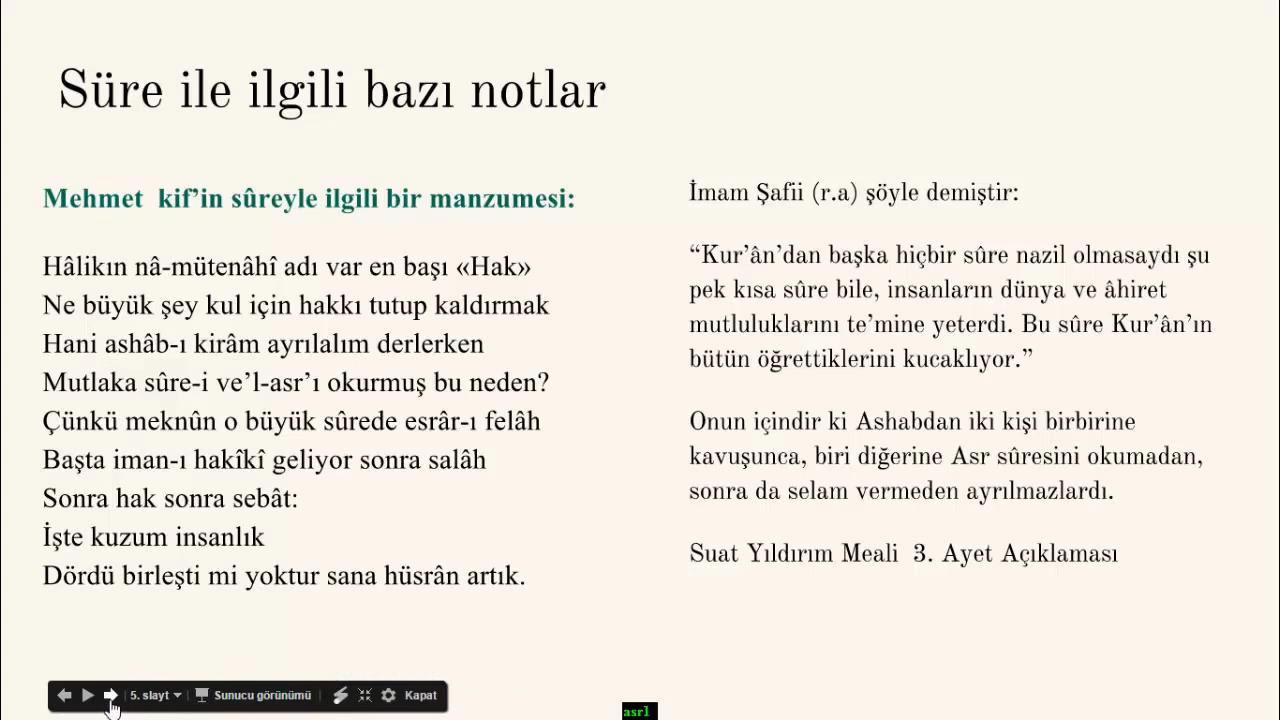 Sûre ile ilgili bazı notlar
Mehmet  kif’in sûreyle ilgili bir manzumesi:
Hâlikın nâ-mütenâhî adı var en başı «Hak»
Ne büyük şey kul için hakkı tutup kaldırmak
Hani ashâb-ı kirâm ayrılalım derlerken
Mutlaka sûre-i ve’l-asr’ı okurmuş bu neden?
Çünkü meknûn o büyük sûrede esrâr-ı felâh
Başta iman-ı hakîkî geliyor sonra salâh
Sonra hak sonra sebât:
İşte kuzum insanlık
Dördü birleşti mi yoktur sana hüsrân artık.
İmam Şafii (r.a) şöyle demiştir:
“Kur’ân’dan başka hiçbir sûre nazil olmasaydı şu
pek kısa sûre bile, insanların dünya ve âhiret
mutluluklarını te’mine yeterdi. Bu sûre Kur’ân’ın
bütün öğrettiklerini kucaklıyor.”
Onun içindir ki Ashabdan iki kişi birbirine
kavuşunca, biri diğerine Asr sûresini okumadan,
sonra da selam vermeden ayrılmazlardı.
Suat Yıldırım Meali  3. Ayet Açıklaması
5. slayt
Sunucu görünümü
Kapat
asr1